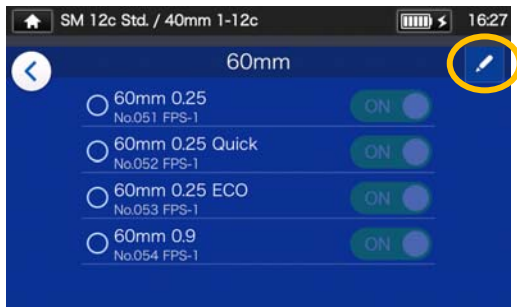 SM 12c Std. / 40mm 1-12c 16:27
60mm
60mm 0.25 ON
No.051 FPS-1
60mm 0.25 Quick ON
No.052 FPS-1
60mm 0.25 ECO ON
No.053 FPS-1
60mm 0.9 ON
No.054 FPS-1